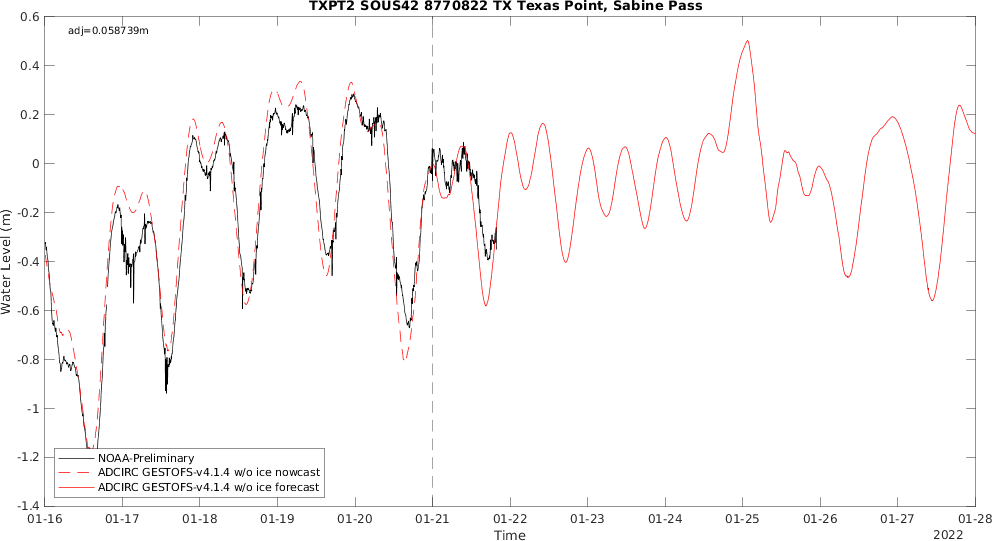 TXPT2 SOUS42 8770822 TX Texas Point, Sabine Pass
adj=0.058739m
0.6
0.4
0.2
0
-0.2
-0.4
-0.6
-0.8
-1
-1.2
-1.4
Water Level (m)
NOAA-Preliminary
ADCIRC GESTOFS-v4.1.4 w/o ice nowcast
ADCIRC GESTOFS-v4.1.4 w/o ice forecast
01-16 01-17 01-18 01-19 01-20 01-21 01-22 01-23 01-24 01-25 01-26 01-27 01-28
Time
2022